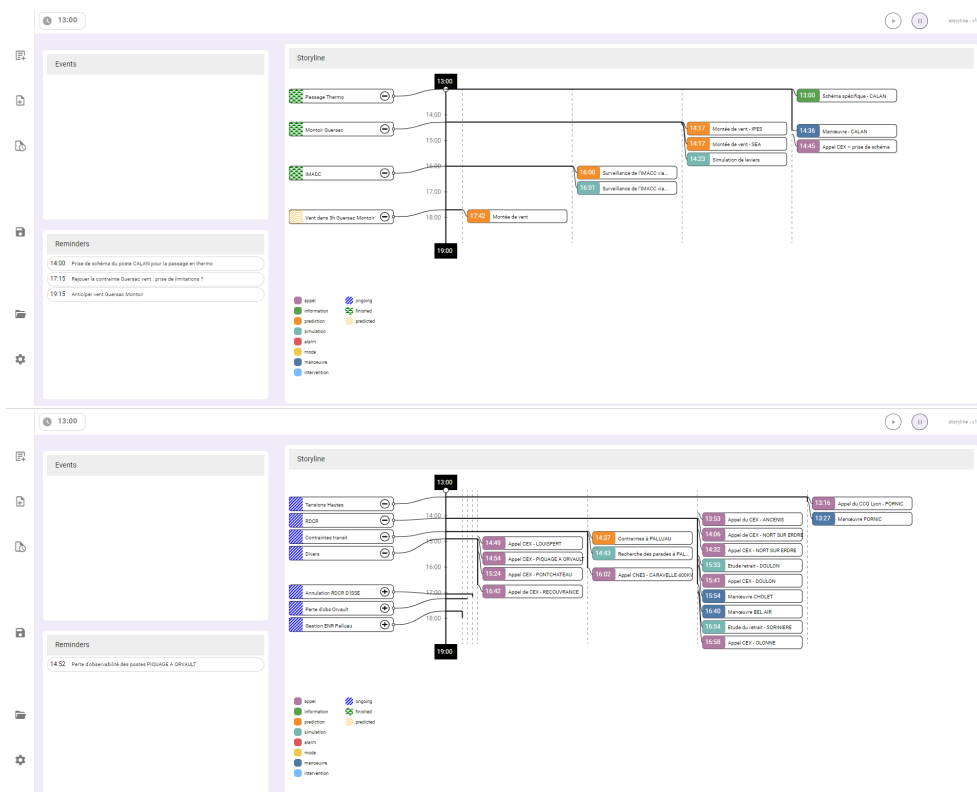 13:00
storyline - v1
Events
Storyline
13:00
Passage Thermo
13:00 Schéma spécifique - CALAN
14:00
Montoir Guersac
14:17 Montée de vent - IPES
14:36 Manœuvre - CALAN
15:00
14:17 Montée de vent - SEA
14:45 Appel CEX – prise de schéma
14:23 Simulation de leviers
16:00
IMACC
16:00 Surveillance de l'IMACC via...
16:01 Surveillance de l'IMACC via...
17:00
Vent dans 3h Guersac Montoir
18:00
17:42 Montée de vent
19:00
Reminders
14:00 Prise de schéma du poste CALAN pour la passage en thermo
17:15 Rejouer la contrainte Guersac vent : prise de limitations ?
19:15 Anticiper vent Guersac Montoir
appel
ongoing
information
finished
prediction
predicted
simulation
alarm
mode
manoeuvre
intervention
13:00
storyline - v1
Events
Storyline
13:00
Tensions Hautes
13:16 Appel du CCO Lyon - PORNIC
14:00
RDCR
13:53 Appel du CEX - ANCENIS
13:27 Manœuvre PORNIC
Contraintes transit
14:37 Contraintes à PALLUAU
14:06 Appel de CEX - NORT SUR ERDRE
15:00
14:49 Appel CEX - LOUISFERT
Divers
14:43 Recherche des parades à PAL...
14:32 Appel CEX - NORT SUR ERDRE
14:54 Appel CEX - PIQUAGE A ORVAULT
15:33 Etude retrait - DOULON
16:00
15:24 Appel CEX - PONTCHATEAU
16:02 Appel CNES - CARAVELLE 400KV
15:41 Appel CEX - DOULON
Annulation RDCR D'ISSE
17:00
16:42 Appel de CEX - RECOUVRANCE
15:54 Manœuvre CHOLET
Perte d'obs Orvault
16:40 Manœuvre BEL AIR
18:00
Gestion ENR Palluau
16:54 Etude du retrait - SORINIERE
16:58 Appel CEX - OLONNE
19:00
Reminders
14:52 Perte d'observabilité des postes PIQUAGE A ORVAULT
appel
ongoing
information
finished
prediction
predicted
simulation
alarm
mode
manoeuvre
intervention